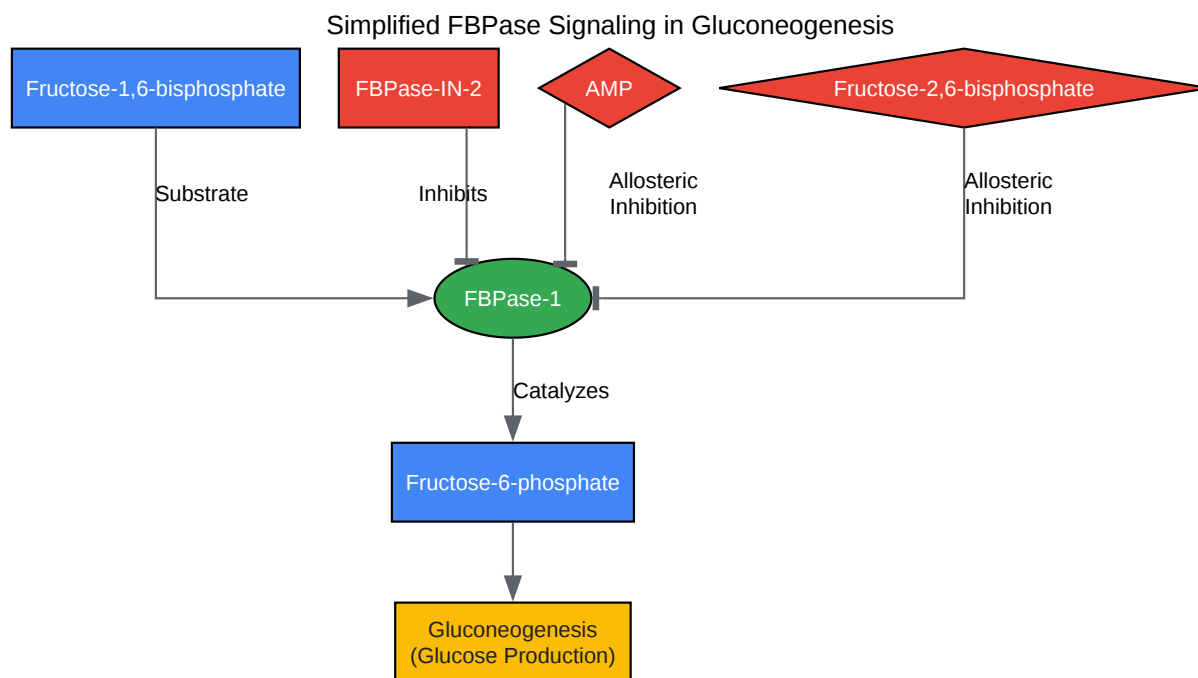 Simplified FBPase Signaling in Gluconeogenesis
Fructose-1,6-bisphosphate
FBPase-IN-2
AMP
Fructose-2,6-bisphosphate
Substrate
Inhibits
Allosteric
Inhibition
Allosteric
Inhibition
FBPase-1
Catalyzes
Fructose-6-phosphate
Gluconeogenesis
(Glucose Production)